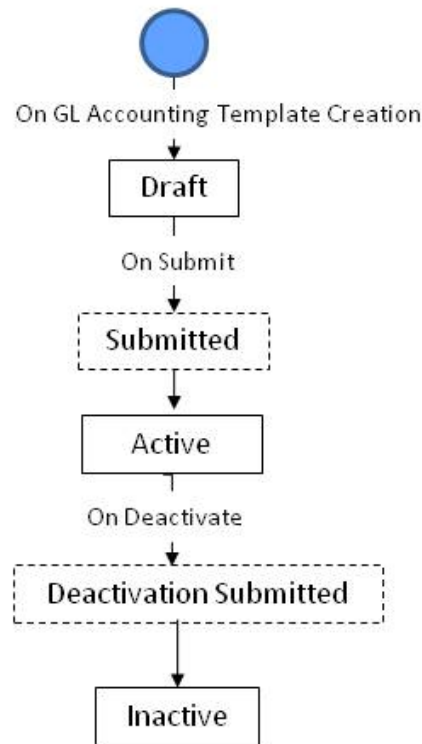 On GL Accounting Template Creation
Draft
On Submit
Submitted
Active
On Deactivate
Deactivation Submitted
Inactive